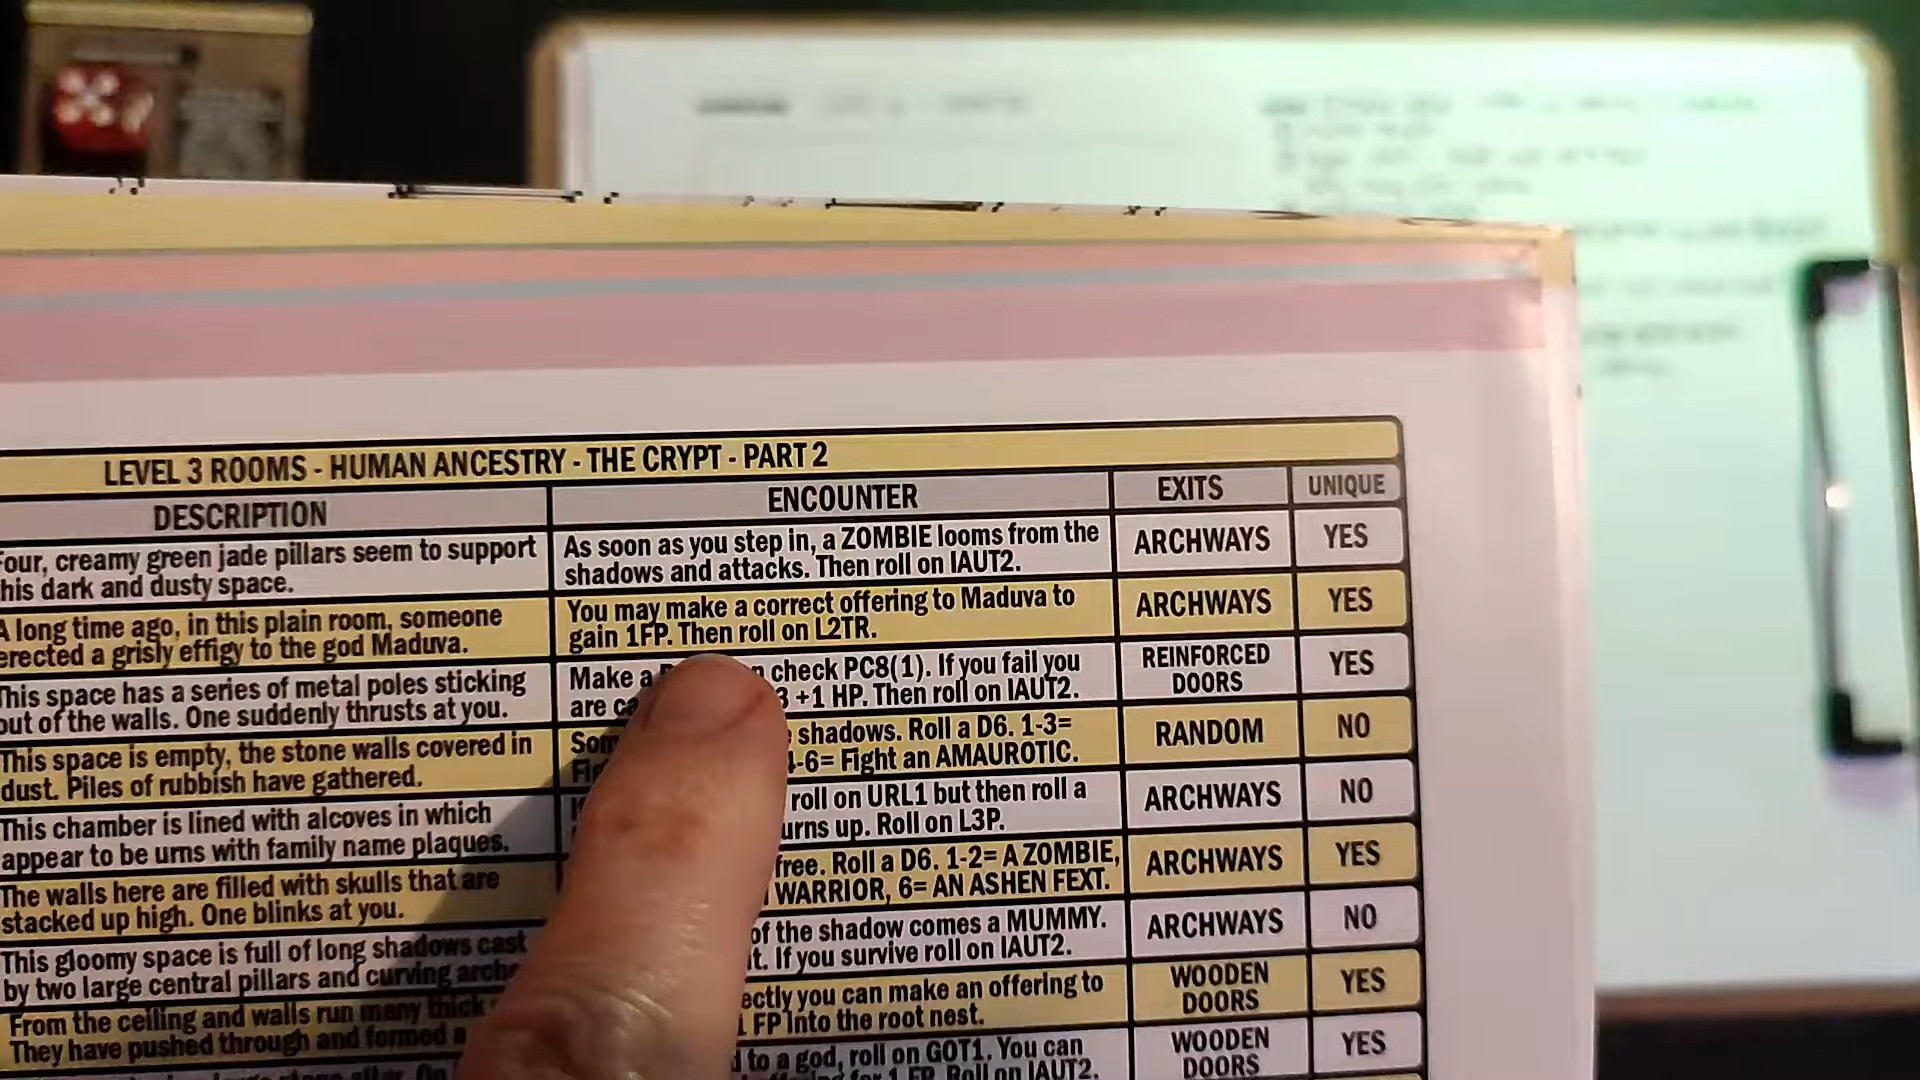 LEVEL 3 ROOMS - HUMAN ANCESTRY - THE CRYPT - PART 2
DESCRIPTION ENCOUNTER EXITS UNIQUE
Four, creamy green jade pillars seem to support
this dark and dusty space.
As soon as you step in, a ZOMBIE looms from the
shadows and attacks. Then roll on IAUT2.
ARCHWAYS
YES
A long time ago, in this plain room, someone
erected a grisly effigy to the god Maduva.
You may make a correct offering to Maduva to
gain 1FP. Then roll on L2TR.
ARCHWAYS
YES
This space has a series of metal poles sticking
out of the walls. One suddenly thrusts at you.
Make a check PC8(1). If you fail you
are +1 HP. Then roll on IAUT2.
REINFORCED
DOORS
YES
This space is empty, the stone walls covered in
dust. Piles of rubbish have gathered.
shadows. Roll a D6. 1-3=
4-6= Fight an AMAUROTIC.
RANDOM
NO
This chamber is lined with alcoves in which
appear to be urns with family name plaques.
roll on URL1 but then roll a
turns up. Roll on L3P.
ARCHWAYS
NO
The walls here are filled with skulls that are
stacked up high. One blinks at you.
free. Roll a D6. 1-2= A ZOMBIE,
WARRIOR, 6= AN ASHEN FEXT.
ARCHWAYS
YES
This gloomy space is full of long shadows cast
by two large central pillars and curving arches
of the shadow comes a MUMMY.
it. If you survive roll on IAUT2.
ARCHWAYS
NO
From the ceiling and walls run many thick
They have pushed through and formed a
you can make an offering to
1 FP into the root nest.
WOODEN
DOORS
YES
to a god, roll on GOT1. You can
for 1 FP. Roll on IAUT2.
WOODEN
DOORS
YES